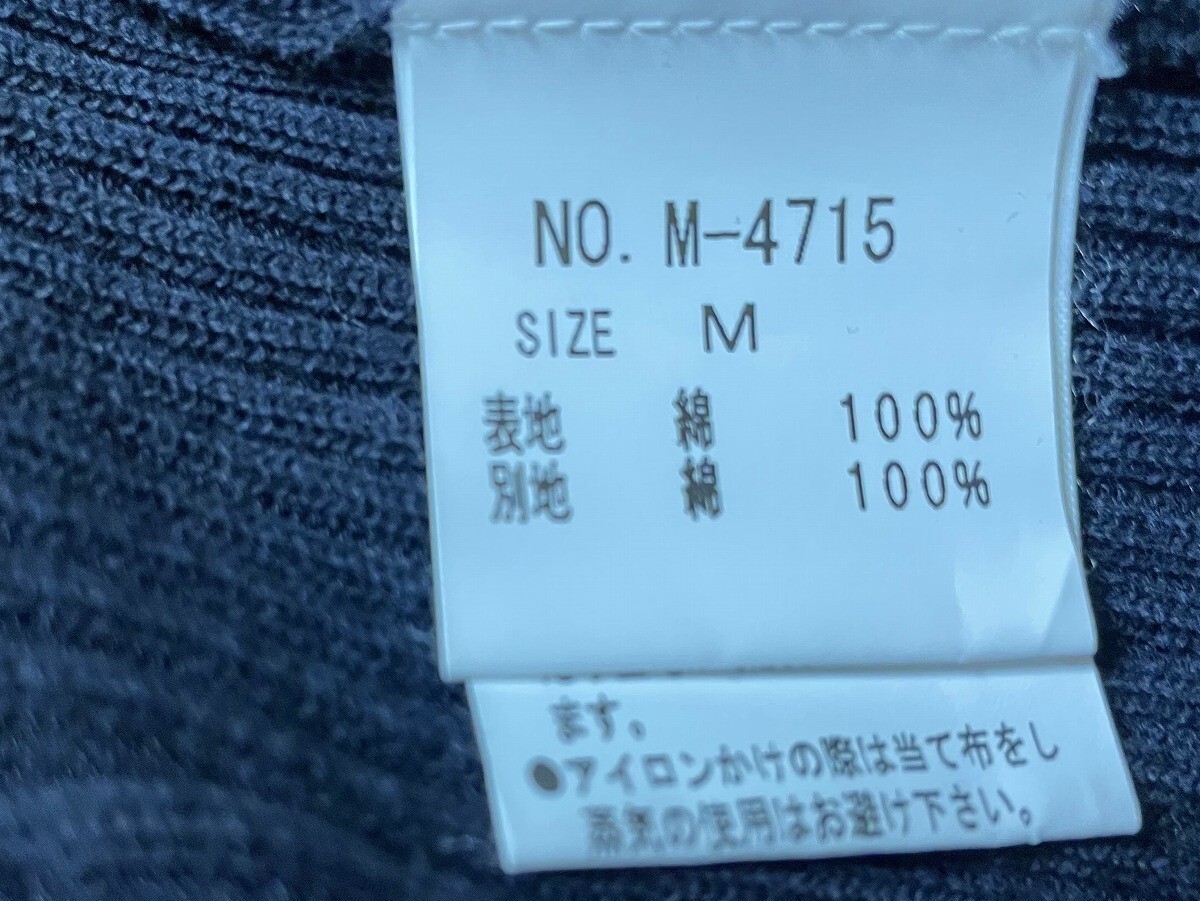 NO. M-4715
SIZE M
表地 綿 100%
別地 綿 100%
ます。
●アイロンかけの際は当て布をし
蒸気の使用はお避け下さい。